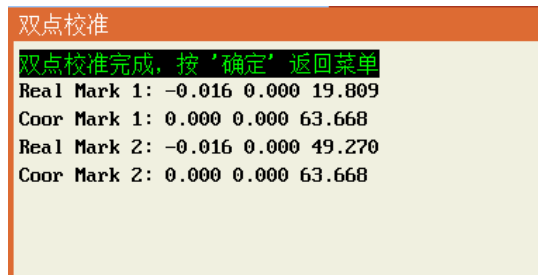 双点校准
双点校准完成，按 '确定' 返回菜单
Real Mark 1: -0.016 0.000 19.809
Coor Mark 1: 0.000 0.000 63.668
Real Mark 2: -0.016 0.000 49.270
Coor Mark 2: 0.000 0.000 63.668